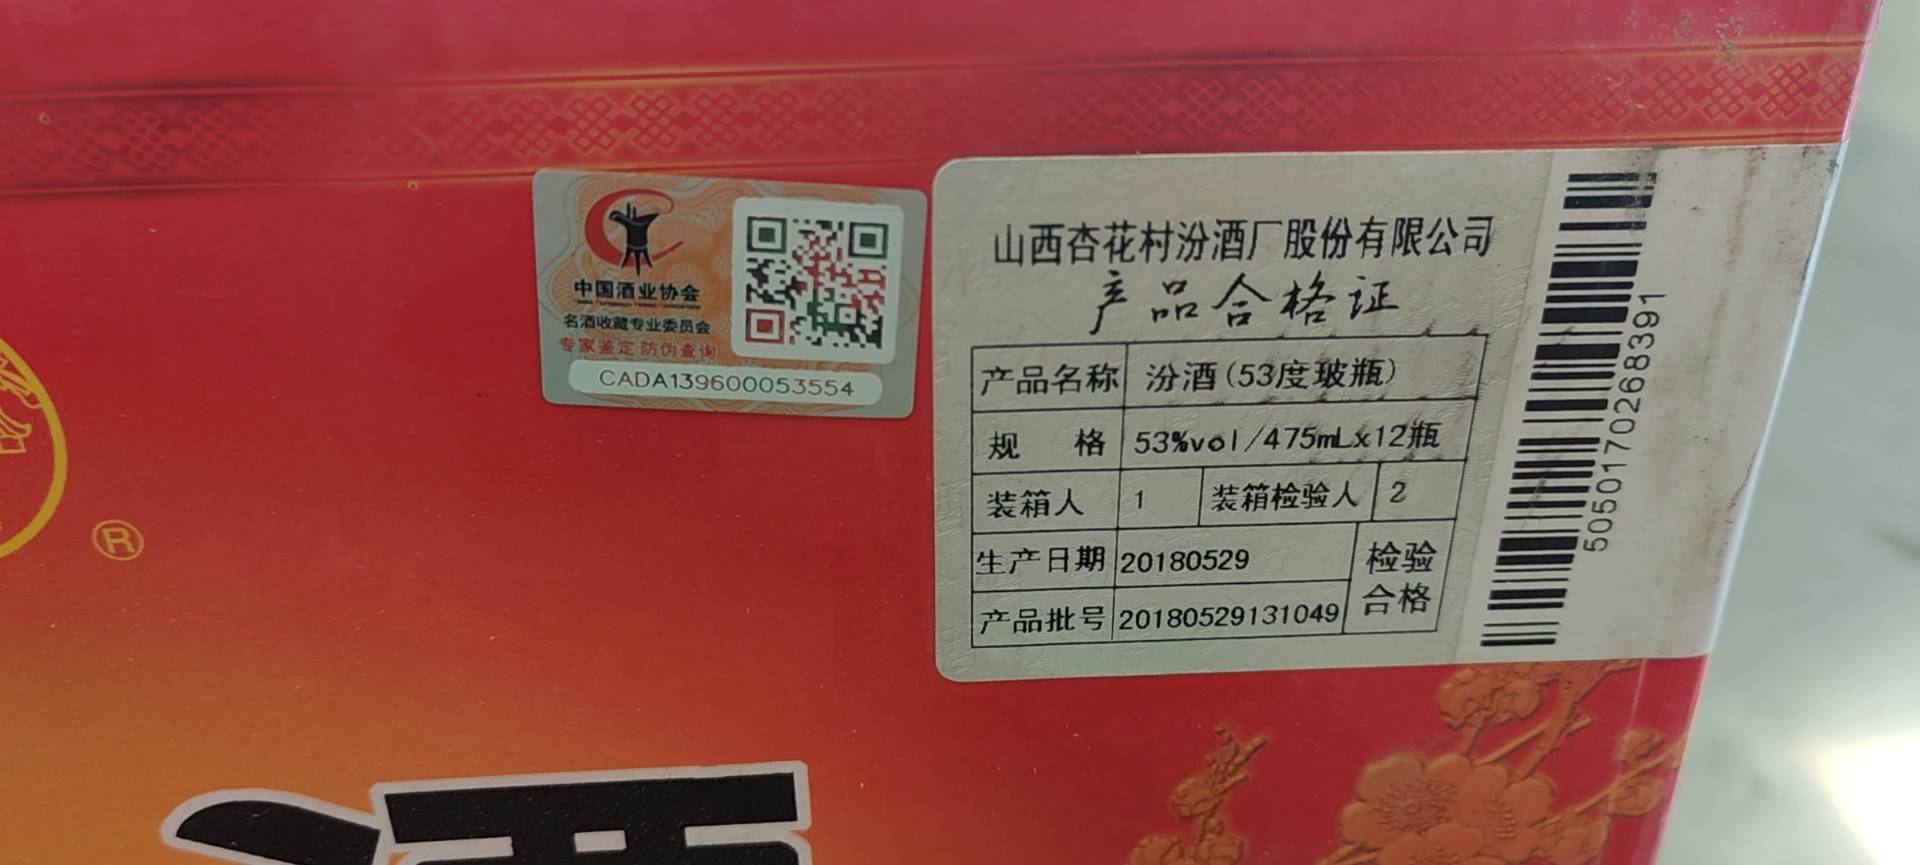 中国酒业协会
名酒收藏专业委员会
专家鉴定 防伪查询
CADA139600053554
山西杏花村汾酒厂股份有限公司
产品合格证
产品名称 汾酒(53度玻瓶)
规 格 53%vol/475mLx12瓶
装箱人 1 装箱检验人 2
生产日期 20180529 检验合格
产品批号 20180529131049
50501702683​91
®
酒